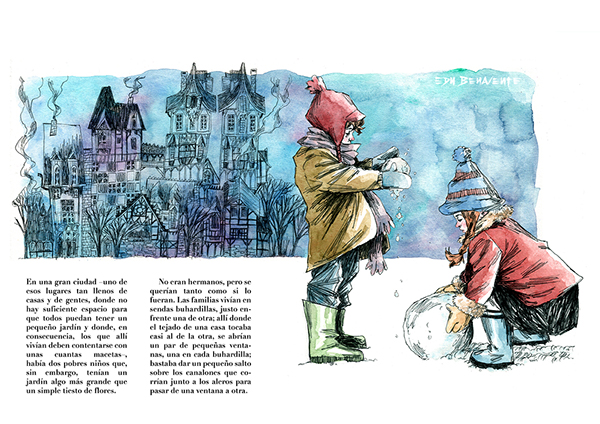 EDU BENAVENTE
En una gran ciudad –uno de
esos lugares tan llenos de
casas y de gentes, donde no
hay suficiente espacio para
que todos puedan tener un
pequeño jardín y donde, en
consecuencia, los que allí
vivían deben contentarse con
unas cuantas macetas–,
había dos pobres niños que,
sin embargo, tenían un
jardín algo más grande que
un simple tiesto de flores.
No eran hermanos, pero se
querían tanto como si lo
fueran. Las familias vivían en
sendas buhardillas, justo en-
frente una de otra; allí donde
el tejado de una casa tocaba
casi al de la otra, se abrían
un par de pequeñas venta-
nas, una en cada buhardilla;
bastaba dar un pequeño salto
sobre los canalones que co-
rrían junto a los aleros para
pasar de una ventana a otra.